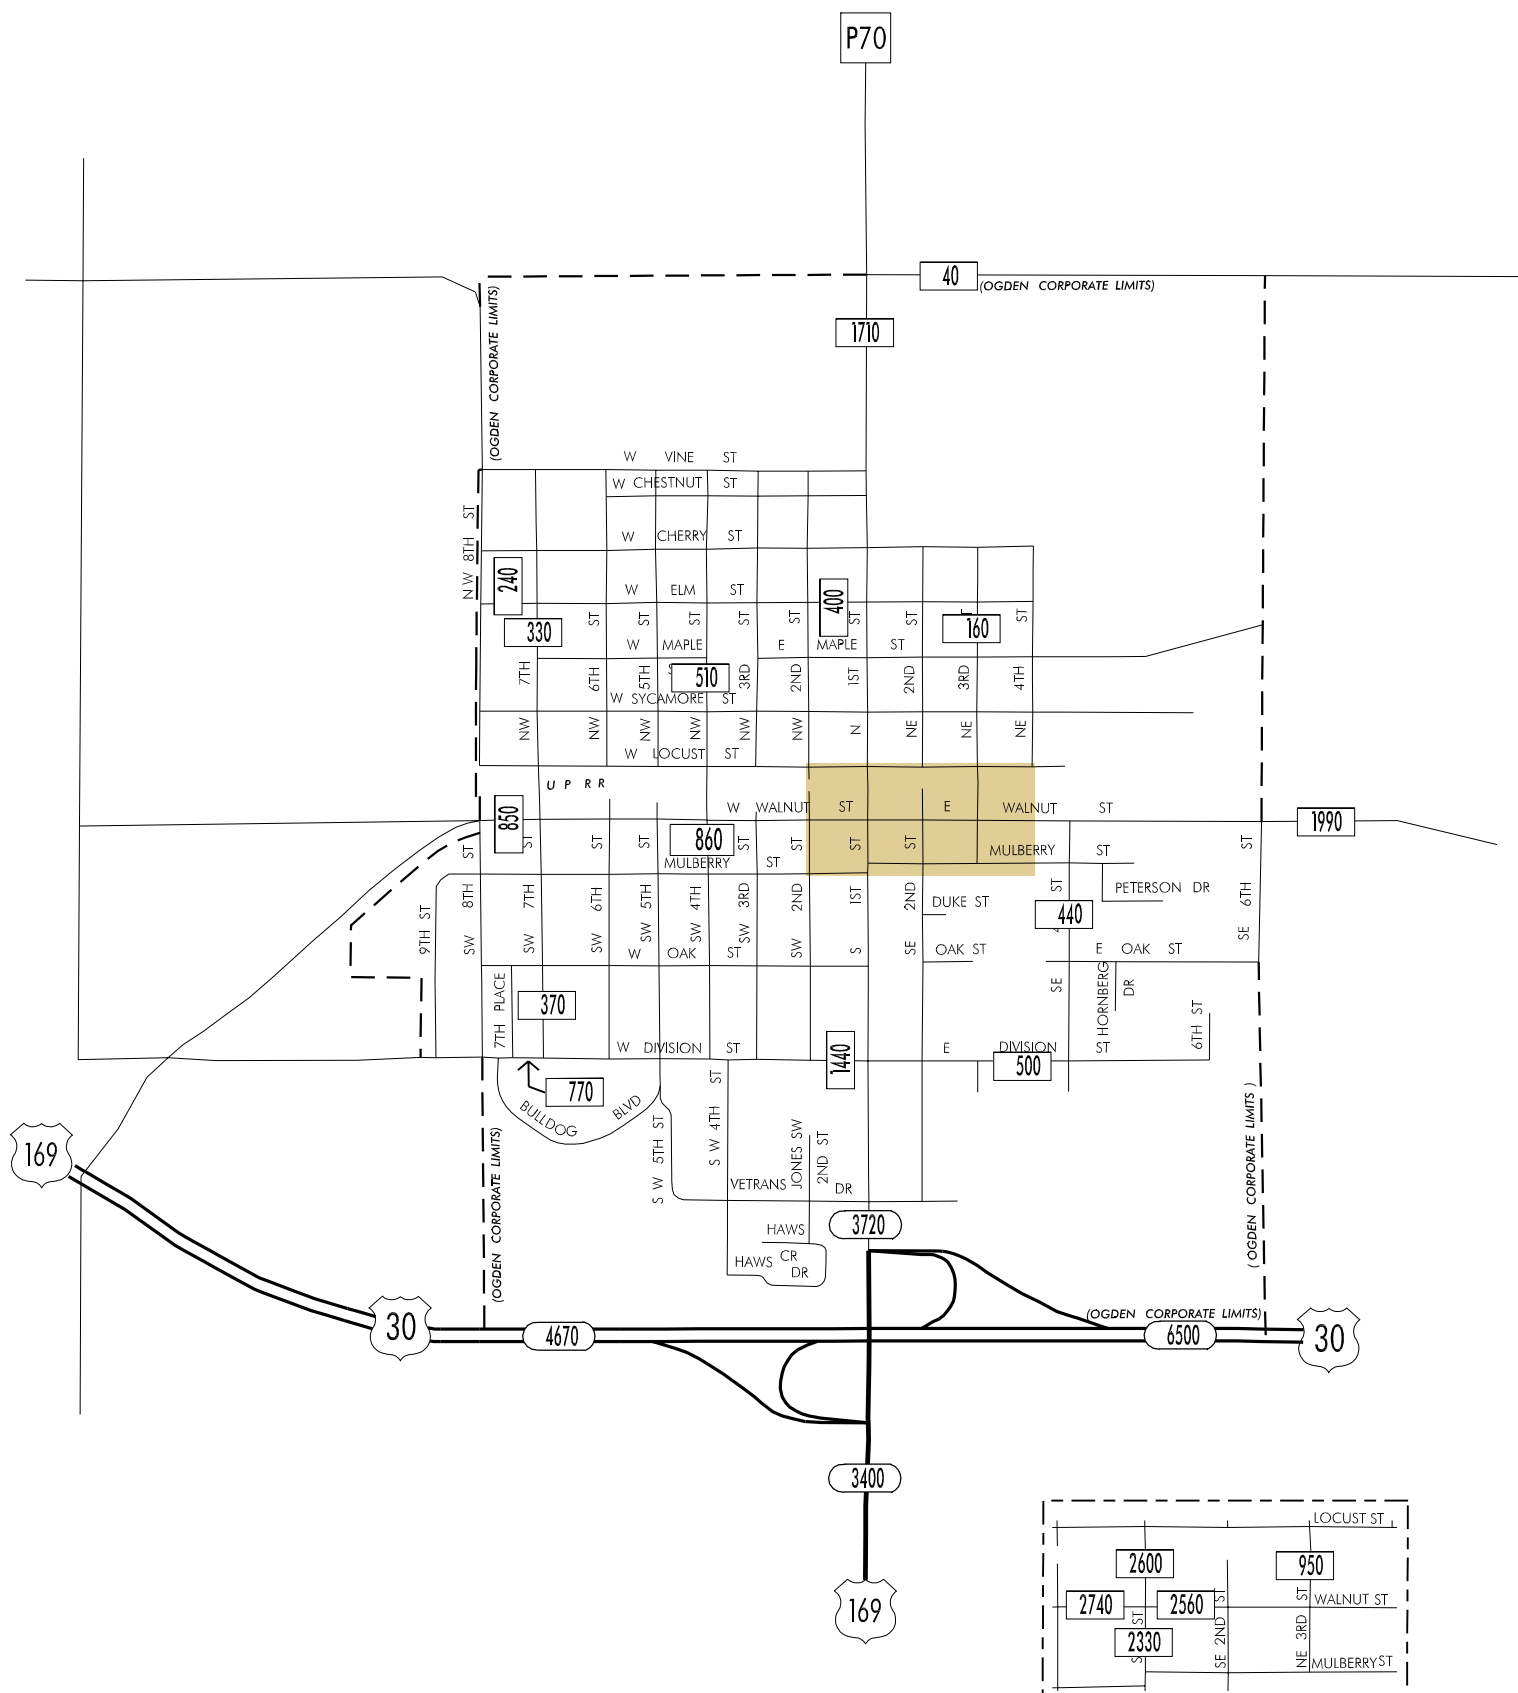 P70
40
(OGDEN CORPORATE LIMITS)
1710
(OGDEN CORPORATE LIMITS)
W VINE ST
W CHESTNUT ST
NW 8TH ST
W CHERRY ST
240
W ELM ST
400
330
160
ST ST ST ST ST ST ST ST
W MAPLE
E MAPLE ST
510
7TH 6TH 5TH 3RD 2ND 1ST 2ND 3RD 4TH
W SYCAMORE ST
NW NW NW NW NW NW N NE NE NE
W LOCUST ST
U P RR
W WALNUT ST
E WALNUT ST
1990
850
860
ST ST ST ST ST ST ST ST ST ST
MULBERRY ST
MULBERRY ST
PETERSON DR
8TH 7TH 6TH 5TH 4TH 3RD 2ND 1ST 2ND 6TH
DUKE ST
ST
440
9TH ST
SW SW SW SW SW SW SW S SE SE
W OAK ST
OAK ST
E OAK ST
7TH PLACE
370
SE
HORNBERG DR
6TH ST
W DIVISION ST
1440
E DIVISION ST
500
770
BULLDOG BLVD
S W 5TH ST
S W 4TH ST
JONES SW
2ND ST
169
(OGDEN CORPORATE LIMITS)
( OGDEN CORPORATE LIMITS )
VETRANS DR
3720
HAWS
HAWS CR
DR
(OGDEN CORPORATE LIMITS)
30
4670
6500
30
3400
169
LOCUST ST
2600
950
2740
2560
ST
ST
WALNUT ST
ST
2330
S
SE 2ND
NE 3RD
MULBERRY ST